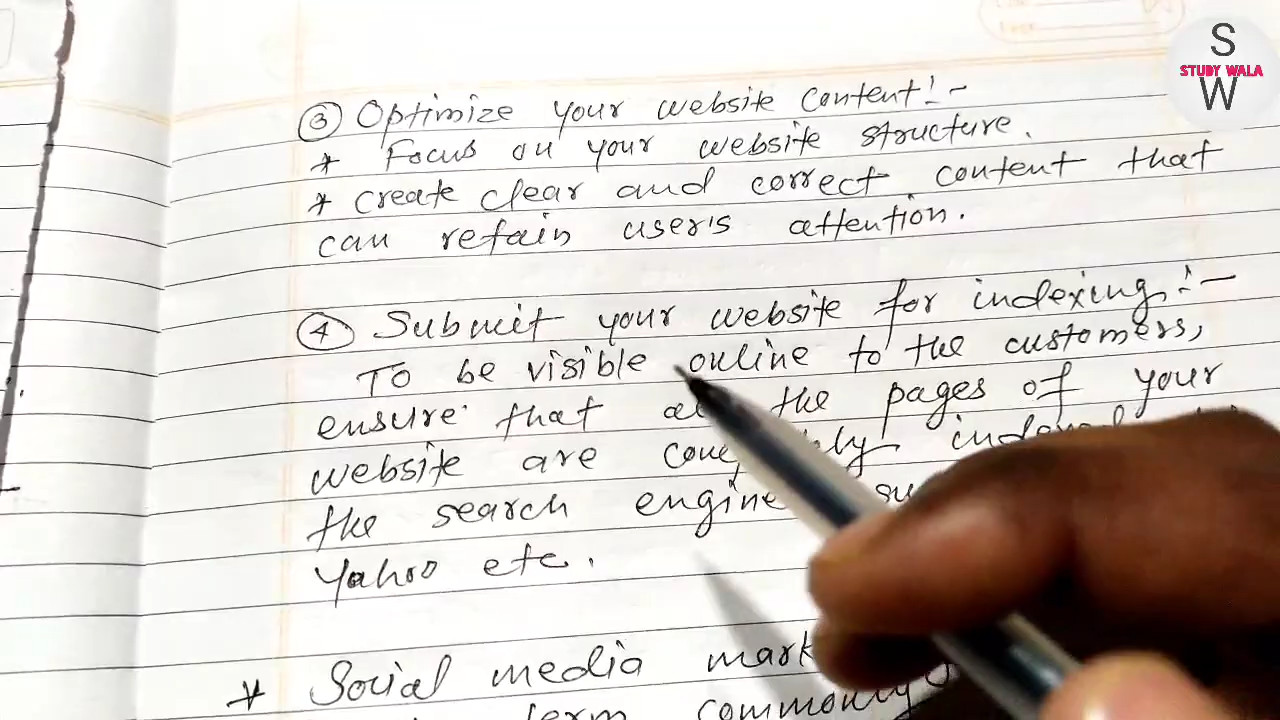 S
STUDY WALA
W
③ Optimize your website content :-
* Focus on your website structure.
* create clear and correct content that
can retain user's attention.
④ Submit your website for indexing :-
To be visible online to the customers,
ensure that the pages of your
website are
the search engine
Yahoo etc.
* Social media
term commonly